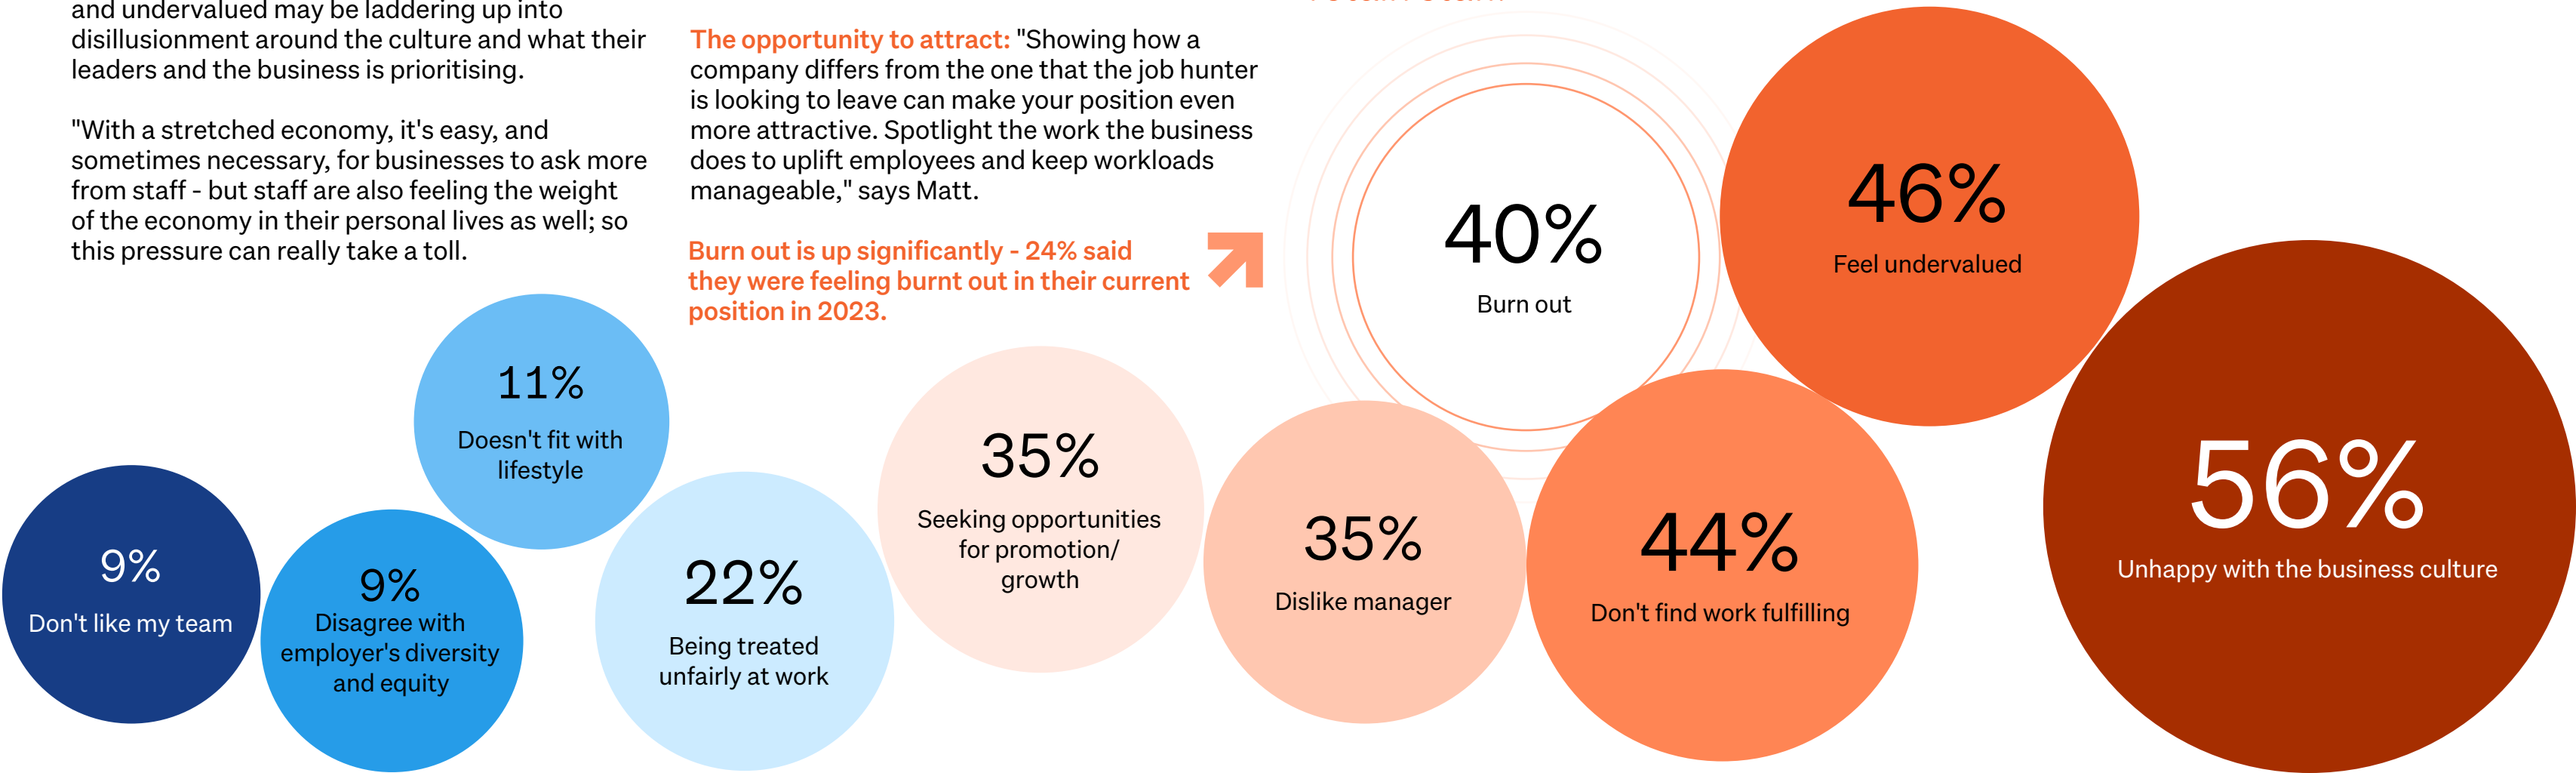 and undervalued may be laddering up into
disillusionment around the culture and what their
leaders and the business is prioritising.
"With a stretched economy, it's easy, and
sometimes necessary, for businesses to ask more
from staff - but staff are also feeling the weight
of the economy in their personal lives as well; so
this pressure can really take a toll.
The opportunity to attract: "Showing how a
company differs from the one that the job hunter
is looking to leave can make your position even
more attractive. Spotlight the work the business
does to uplift employees and keep workloads
manageable," says Matt.
Burn out is up significantly - 24% said
they were feeling burnt out in their current
position in 2023.
9%
Don't like my team
9%
Disagree with
employer's diversity
and equity
11%
Doesn't fit with
lifestyle
22%
Being treated
unfairly at work
35%
Seeking opportunities
for promotion/
growth
35%
Dislike manager
40%
Burn out
44%
Don't find work fulfilling
46%
Feel undervalued
56%
Unhappy with the business culture